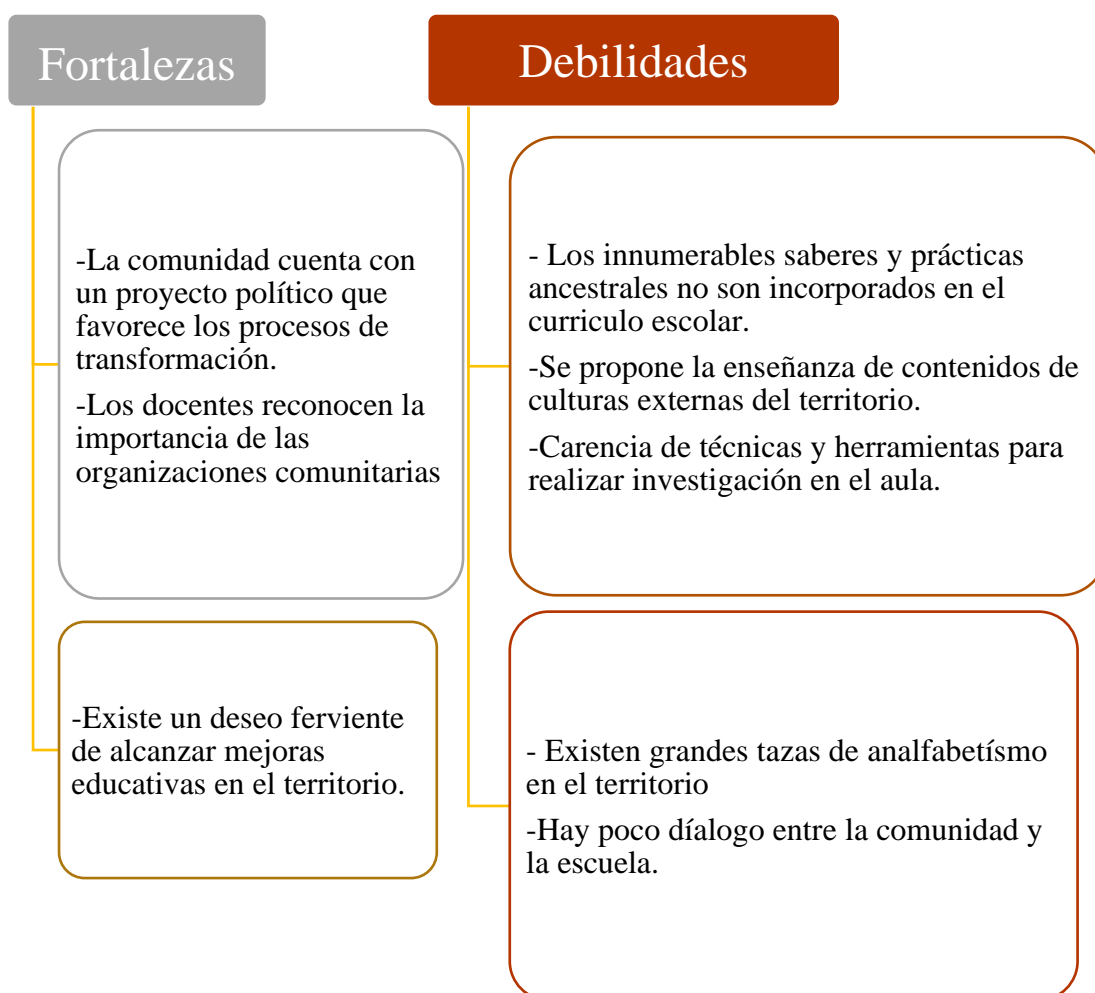 Fortalezas
-La comunidad cuenta con
un proyecto político que
favorece los procesos de
transformación.
-Los docentes reconocen la
importancia de las
organizaciones comunitarias
-Existe un deseo ferviente
de alcanzar mejoras
educativas en el territorio.
Debilidades
- Los innumerables saberes y prácticas
ancestrales no son incorporados en el
curriculo escolar.
-Se propone la enseñanza de contenidos de
culturas externas del territorio.
-Carencia de técnicas y herramientas para
realizar investigación en el aula.
- Existen grandes tazas de analfabetísmo
en el territorio
-Hay poco díalogo entre la comunidad y
la escuela.